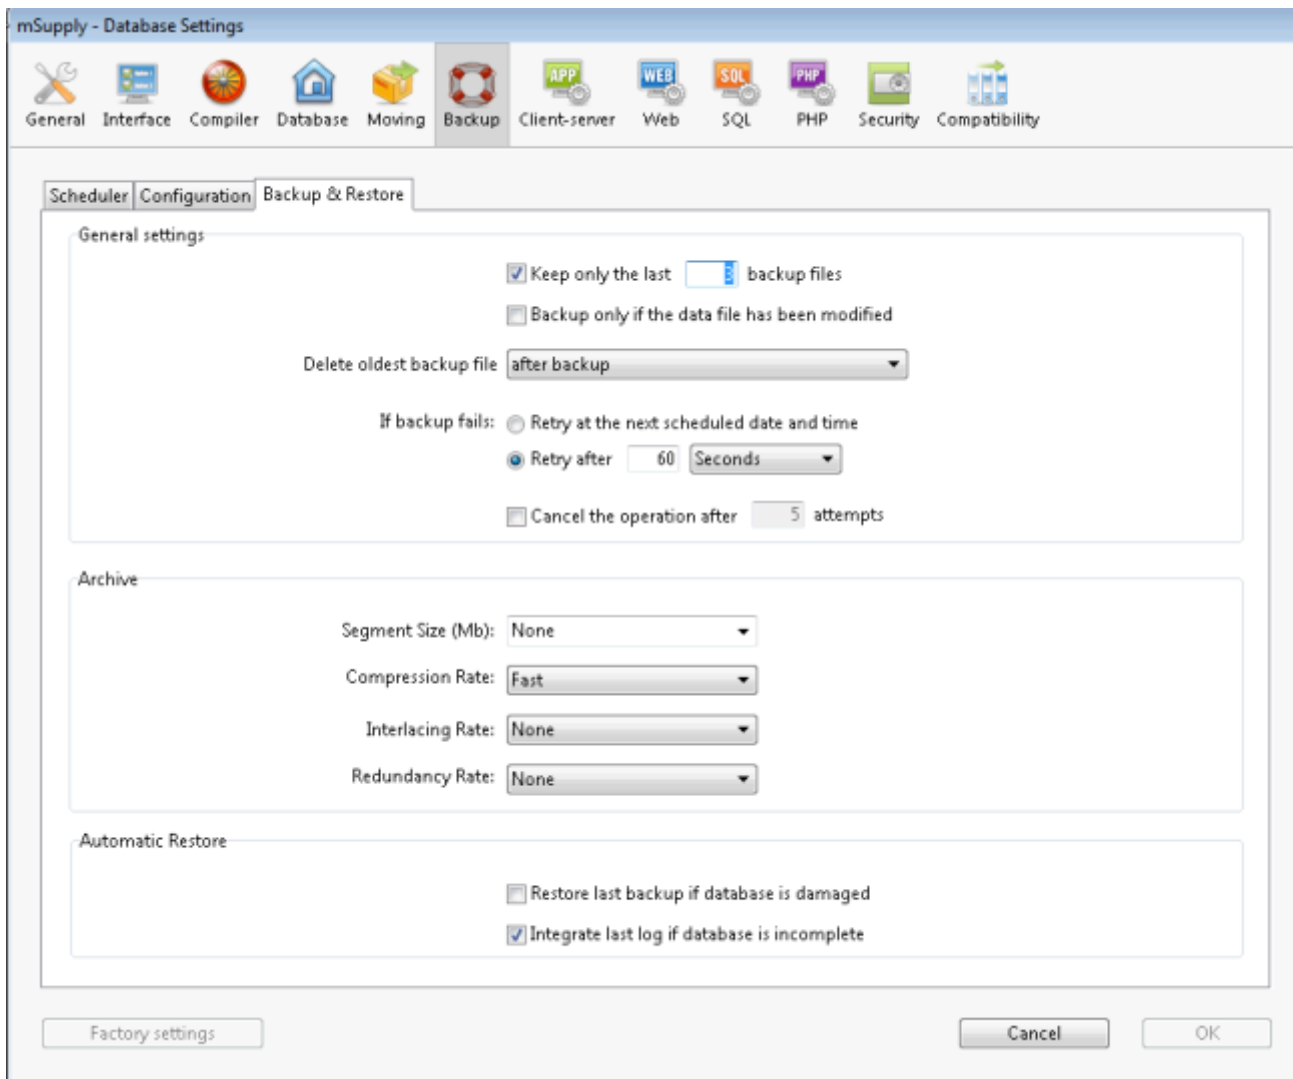 mSupply - Database Settings
APP WEB SQL PHP
General Interface Compiler Database Moving Backup Client-server Web SQL PHP Security Compatibility
Scheduler Configuration Backup & Restore
General settings
Keep only the last 3 backup files
Backup only if the data file has been modified
Delete oldest backup file after backup
If backup fails: Retry at the next scheduled date and time
Retry after 60 Seconds
Cancel the operation after 5 attempts
Archive
Segment Size (Mb): None
Compression Rate: Fast
Interlacing Rate: None
Redundancy Rate: None
Automatic Restore
Restore last backup if database is damaged
Integrate last log if database is incomplete
Factory settings Cancel OK